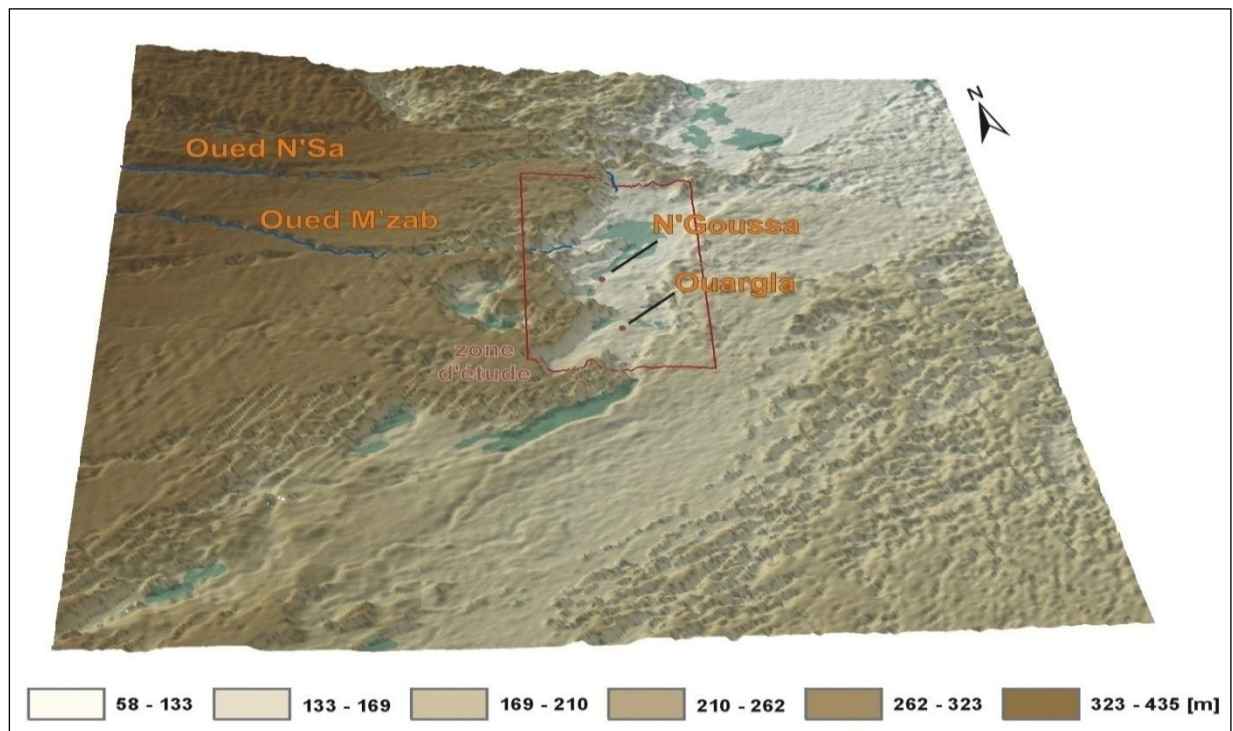 N
Oued N'Sa
Oued M'zab
N'Goussa
Ouargla
zone
d'étude
58 - 133
133 - 169
169 - 210
210 - 262
262 - 323
323 - 435 [m]